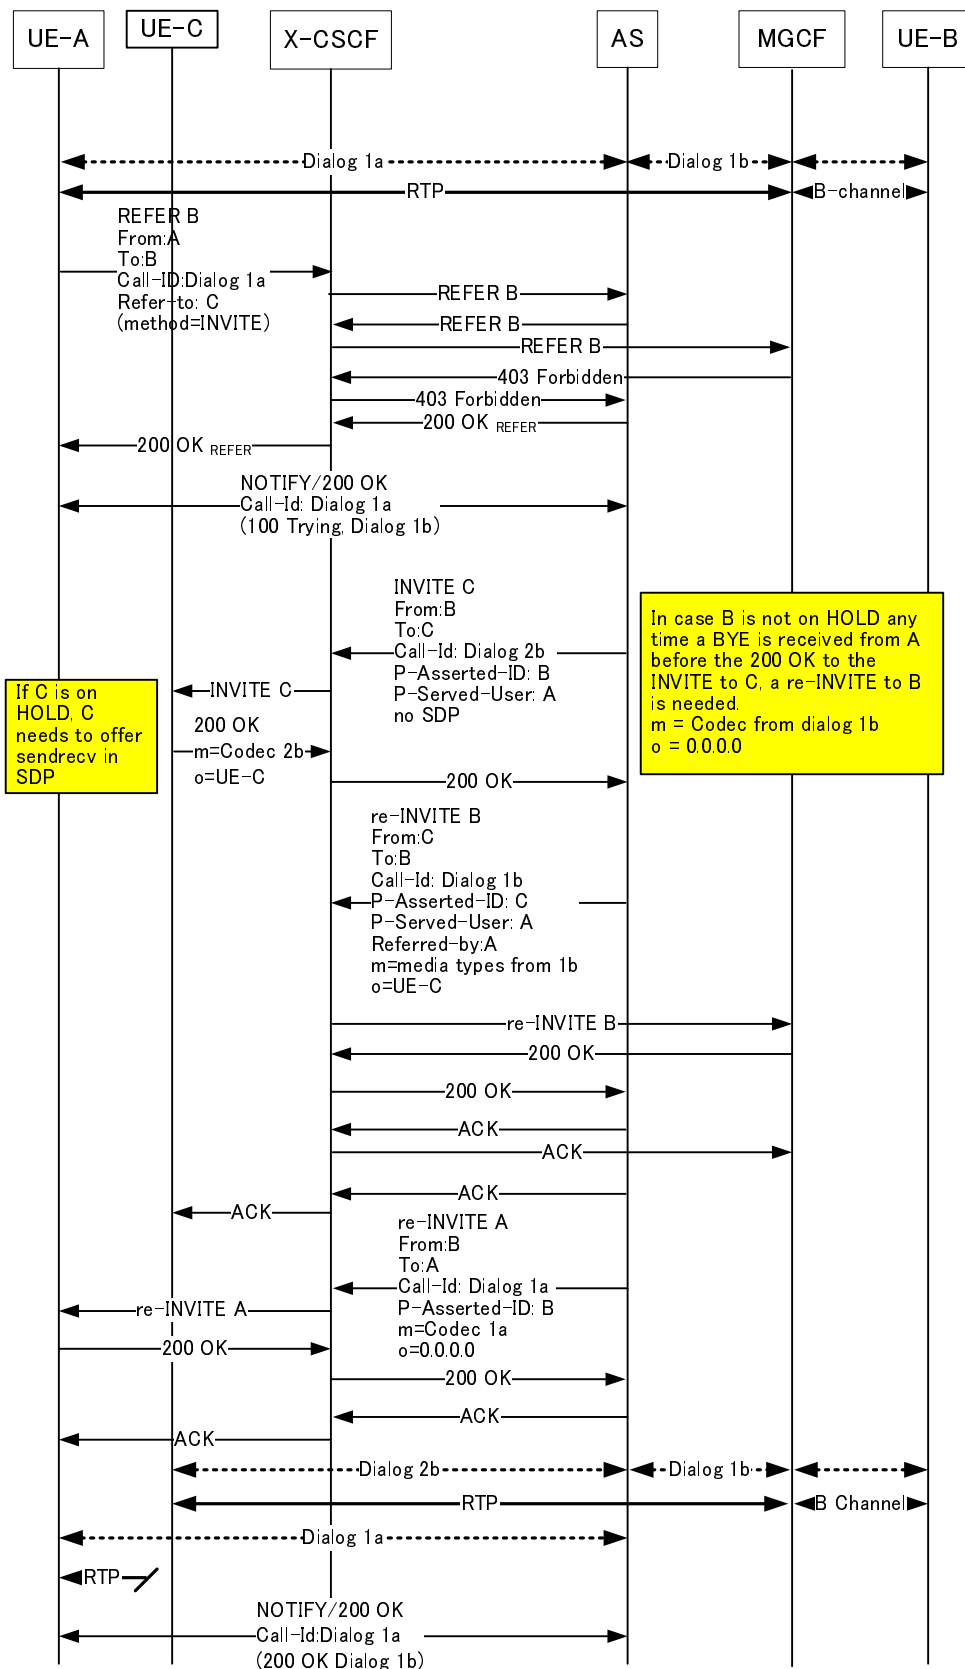 UE-A
UE-C
X-CSCF
AS
MGCF
UE-B
Dialog 1a
Dialog 1b
RTP
B-channel
REFER B
From:A
To:B
Call-ID:Dialog 1a
Refer-to: C
(method=INVITE)
REFER B
REFER B
REFER B
403 Forbidden
403 Forbidden
200 OK REFER
200 OK REFER
NOTIFY/200 OK
Call-Id: Dialog 1a
(100 Trying, Dialog 1b)
INVITE C
From:B
To:C
Call-Id: Dialog 2b
P-Asserted-ID: B
P-Served-User: A
no SDP
In case B is not on HOLD any
time a BYE is received from A
before the 200 OK to the
INVITE to C, a re-INVITE to B
is needed.
m = Codec from dialog 1b
o = 0.0.0.0
INVITE C
If C is on
HOLD, C
needs to offer
sendrecv in
SDP
200 OK
m=Codec 2b
o=UE-C
200 OK
re-INVITE B
From:C
To:B
Call-Id: Dialog 1b
P-Asserted-ID: C
P-Served-User: A
Referred-by:A
m=media types from 1b
o=UE-C
re-INVITE B
200 OK
200 OK
ACK
ACK
ACK
ACK
re-INVITE A
From:B
To:A
Call-Id: Dialog 1a
P-Asserted-ID: B
m=Codec 1a
o=0.0.0.0
re-INVITE A
200 OK
200 OK
ACK
ACK
Dialog 2b
Dialog 1b
RTP
B Channel
Dialog 1a
RTP
NOTIFY/200 OK
Call-Id:Dialog 1a
(200 OK Dialog 1b)